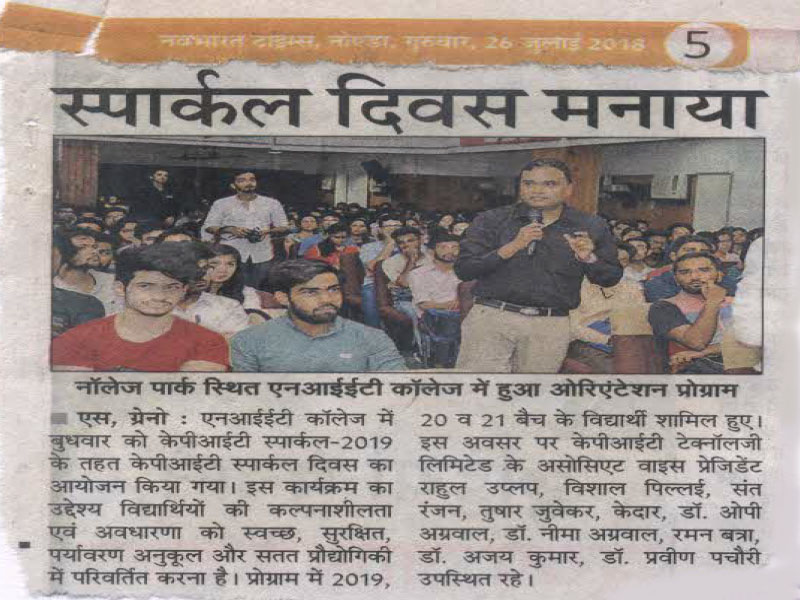 नवभारत टाइम्स, नोएडा, गुरुवार, 26 जुलाई 2018 5
स्पार्कल दिवस मनाया
नॉलेज पार्क स्थित एनआईईटी कॉलेज में हुआ ओरिएंटेशन प्रोग्राम
■ एस, ग्रेनो : एनआईईटी कॉलेज में
बुधवार को केपीआईटी स्पार्कल-2019
के तहत केपीआईटी स्पार्कल दिवस का
आयोजन किया गया। इस कार्यक्रम का
उद्देश्य विद्यार्थियों की कल्पनाशीलता
एवं अवधारणा को स्वच्छ, सुरक्षित,
पर्यावरण अनुकूल और सतत प्रौद्योगिकी
में परिवर्तित करना है। प्रोग्राम में 2019,
20 व 21 बैच के विद्यार्थी शामिल हुए।
इस अवसर पर केपीआईटी टेक्नॉलजी
लिमिटेड के असोसिएट वाइस प्रेजिडेंट
राहुल उप्लप, विशाल पिल्लई, संत
रंजन, तुषार जुवेकर, केदार, डॉ. ओपी
अग्रवाल, डॉ. नीमा अग्रवाल, रमन बत्रा,
डॉ. अजय कुमार, डॉ. प्रवीण पचौरी
उपस्थित रहे।